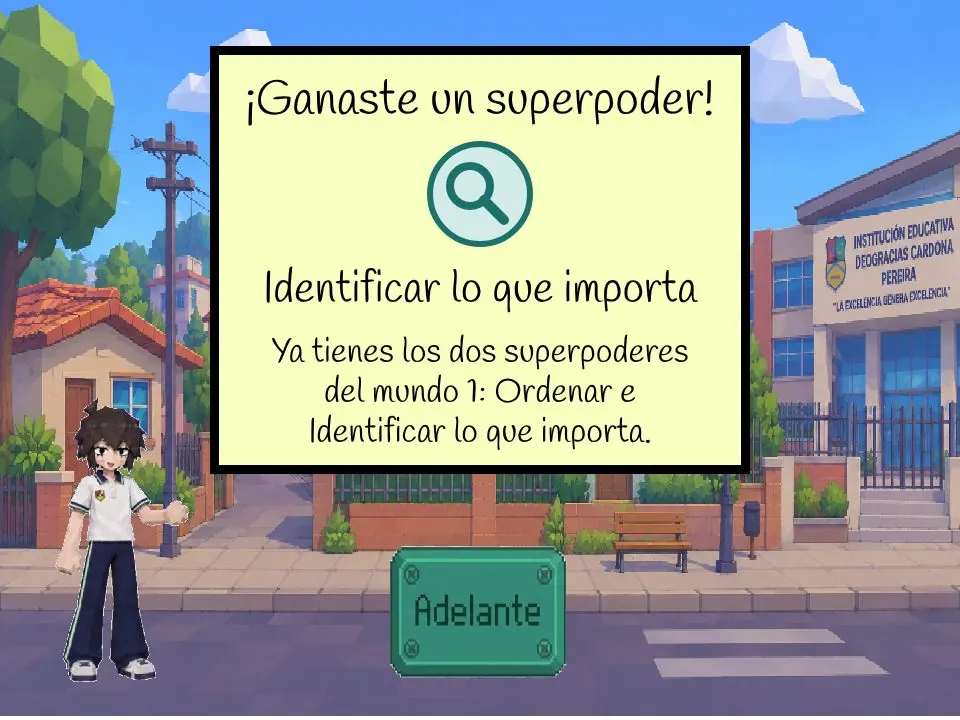 ¡Ganaste un superpoder!
Identificar lo que importa
Ya tienes los dos superpoderes
del mundo 1: Ordenar e
Identificar lo que importa.
INSTITUCIÓN EDUCATIVA
DEOGRACIAS CARDONA
PEREIRA
"LA EXCELENCIA GENERA EXCELENCIA"
Adelante